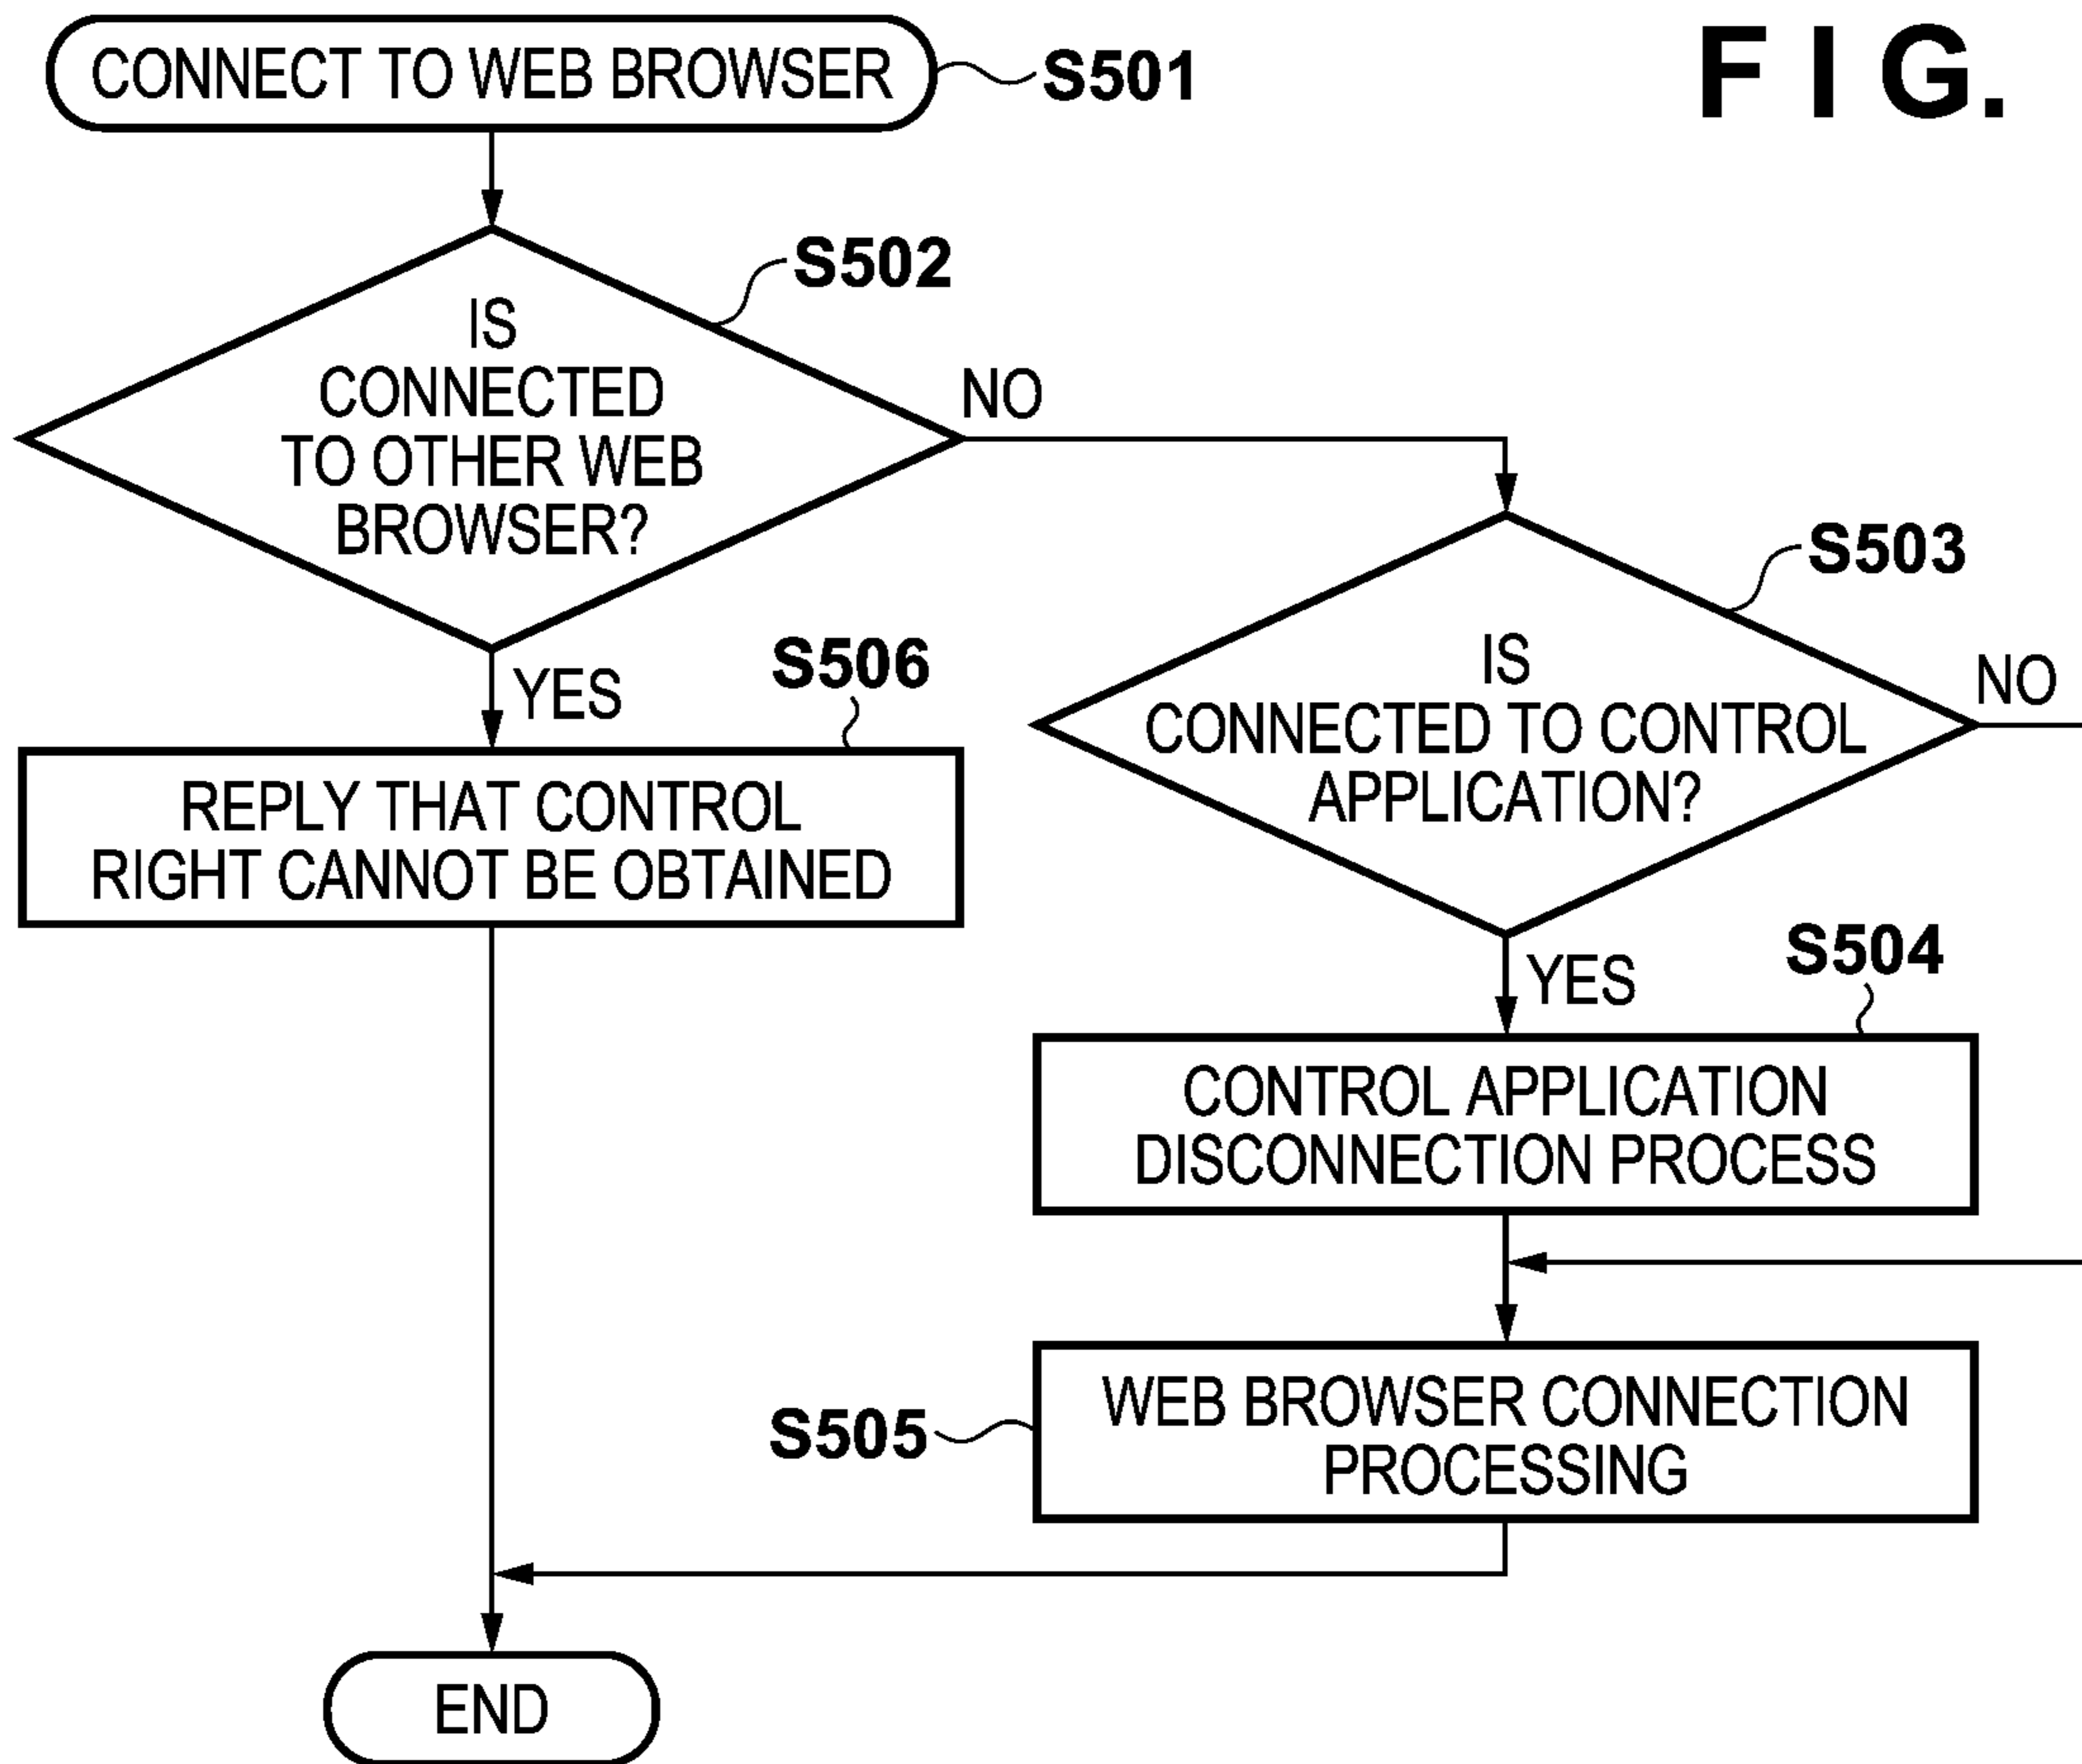 FIG.
CONNECT TO WEB BROWSER
S501
S502
IS
CONNECTED
TO OTHER WEB
BROWSER?
NO
S503
IS
CONNECTED TO CONTROL
APPLICATION?
NO
YES
S506
REPLY THAT CONTROL
RIGHT CANNOT BE OBTAINED
YES
S504
CONTROL APPLICATION
DISCONNECTION PROCESS
S505
WEB BROWSER CONNECTION
PROCESSING
END